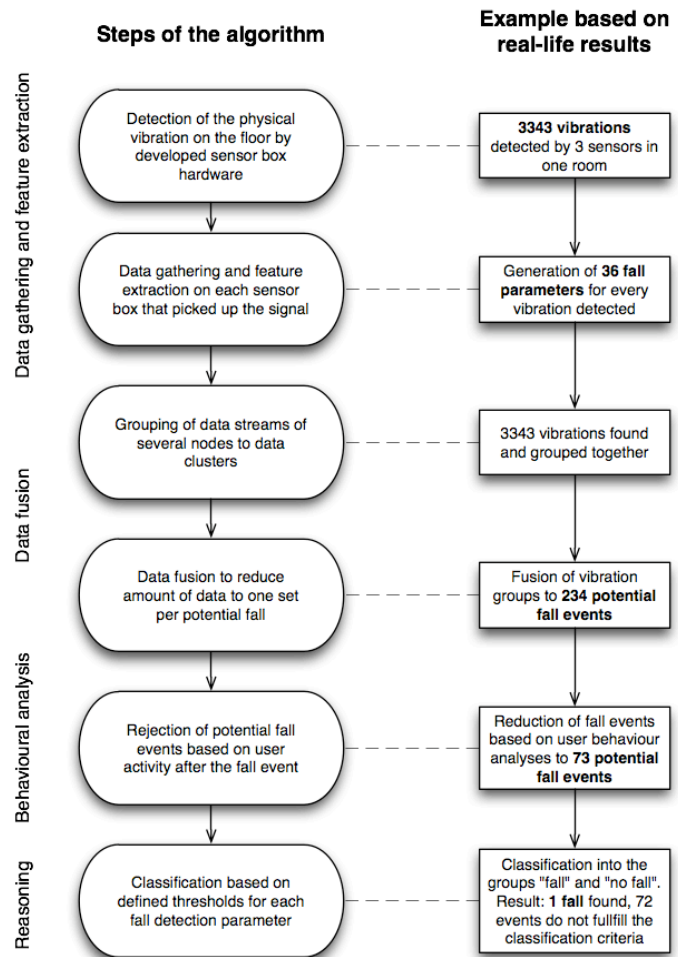 Steps of the algorithm
Example based on
real-life results
Data gathering and feature extraction
Detection of the physical
vibration on the floor by
developed sensor box
hardware
3343 vibrations
detected by 3 sensors in
one room
Data gathering and feature
extraction on each sensor
box that picked up the signal
Generation of 36 fall
parameters for every
vibration detected
Data fusion
Grouping of data streams of
several nodes to data
clusters
3343 vibrations found
and grouped together
Data fusion to reduce
amount of data to one set
per potential fall
Fusion of vibration
groups to 234 potential
fall events
Behavioural analysis
Rejection of potential fall
events based on user
activity after the fall event
Reduction of fall events
based on user behaviour
analyses to 73 potential
fall events
Reasoning
Classification based on
defined thresholds for each
fall detection parameter
Classification into the
groups "fall" and "no fall".
Result: 1 fall found, 72
events do not fullfill the
classification criteria